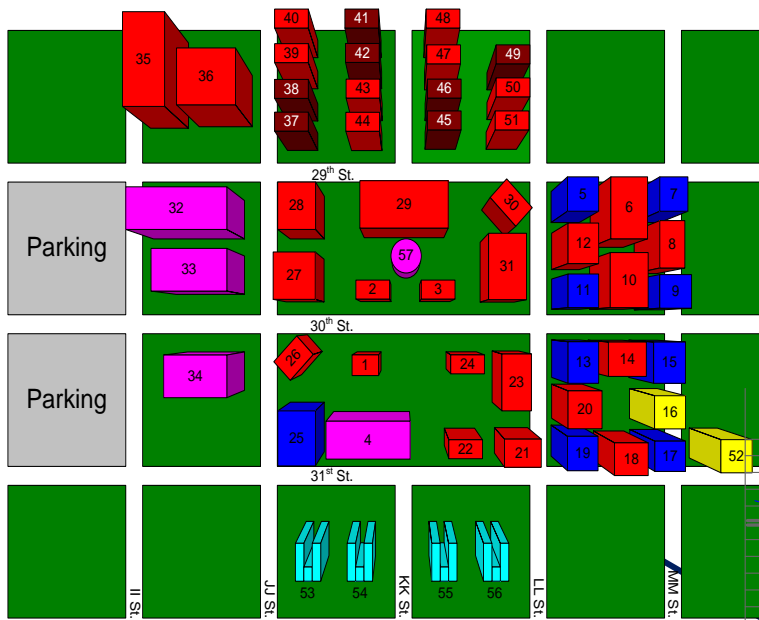 40 41 48
35 36 39 42 47 49
38 43 46 50
37 44 45 51
29th St.
32 28 29 30 5 6 7
Parking 33 57 12 8
27 2 3 31 11 10 9
30th St.
26 1 24 13 14 15
Parking 34 23 20 16
25 4 22 21 19 18 17 52
31st St.
53 54 55 56
II St. JJ St. KK St. LL St. MM St.